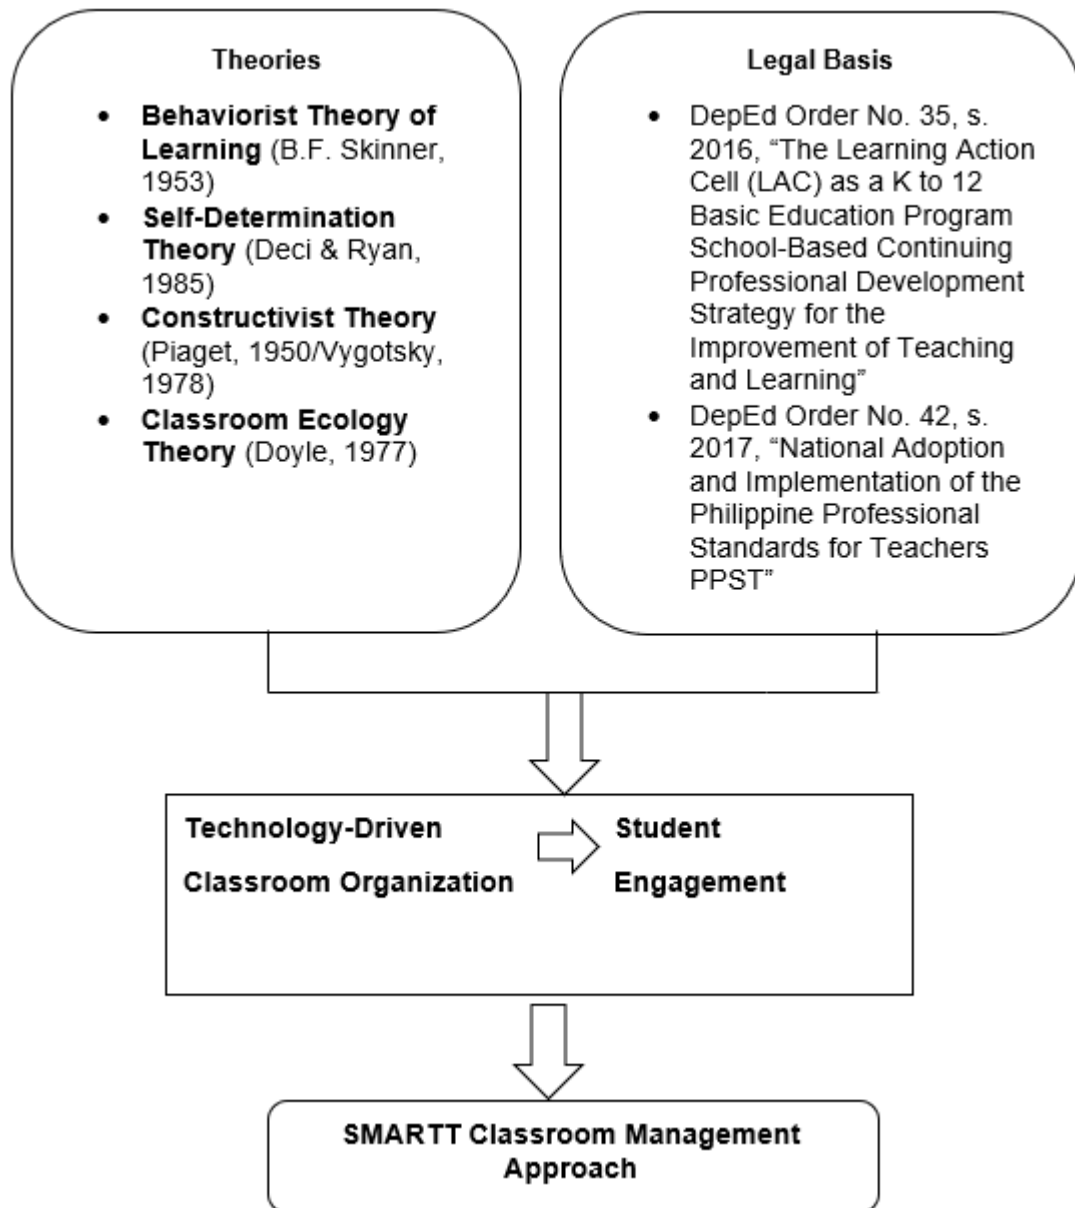 Theories
• Behaviorist Theory of
Learning (B.F. Skinner,
1953)
• Self-Determination
Theory (Deci & Ryan,
1985)
• Constructivist Theory
(Piaget, 1950/Vygotsky,
1978)
• Classroom Ecology
Theory (Doyle, 1977)
Legal Basis
• DepEd Order No. 35, s.
2016, “The Learning Action
Cell (LAC) as a K to 12
Basic Education Program
School-Based Continuing
Professional Development
Strategy for the
Improvement of Teaching
and Learning”
• DepEd Order No. 42, s.
2017, “National Adoption
and Implementation of the
Philippine Professional
Standards for Teachers
PPST”
Technology-Driven
Classroom Organization
Student
Engagement
SMARTT Classroom Management
Approach